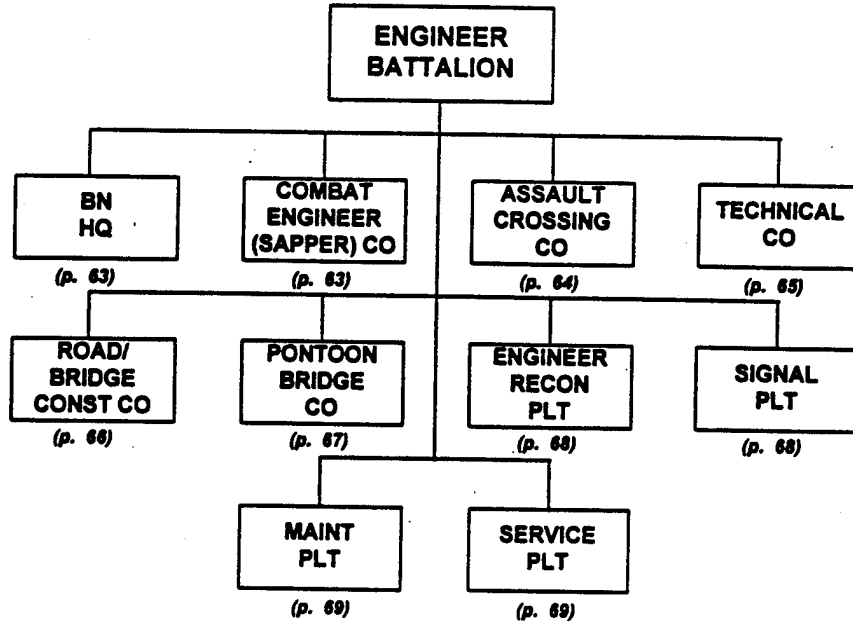 ENGINEER
BATTALION
BN
HQ
(p. 63)
COMBAT
ENGINEER
(SAPPER) CO
(p. 63)
ASSAULT
CROSSING
CO
(p. 64)
TECHNICAL
CO
(p. 65)
ROAD/
BRIDGE
CONST CO
(p. 66)
PONTOON
BRIDGE
CO
(p. 67)
ENGINEER
RECON
PLT
(p. 68)
SIGNAL
PLT
(p. 68)
MAINT
PLT
(p. 69)
SERVICE
PLT
(p. 69)